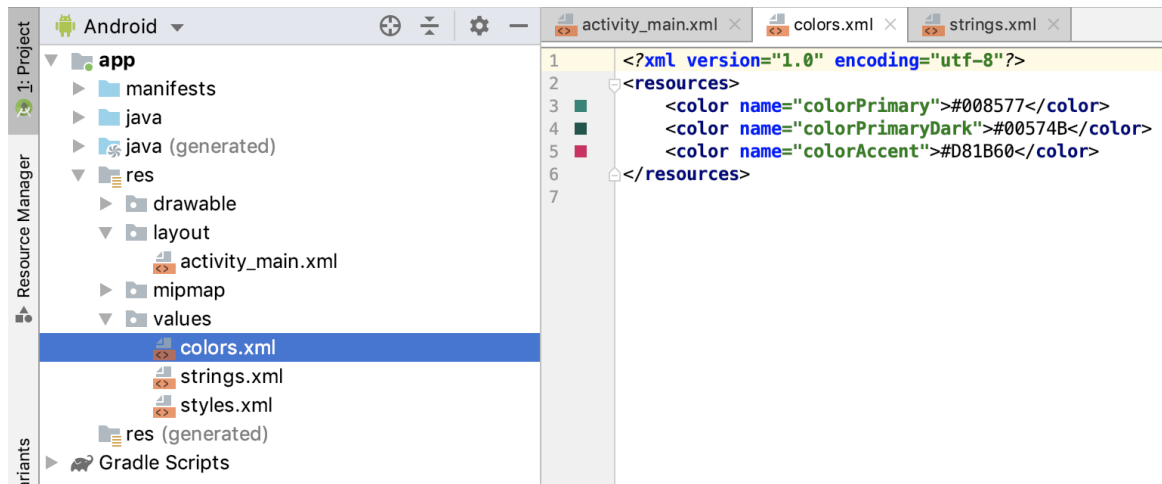 1: Project
Resource Manager
ariants
Android
app
manifests
java
java (generated)
res
drawable
layout
activity_main.xml
mipmap
values
colors.xml
strings.xml
styles.xml
res (generated)
Gradle Scripts
activity_main.xml
colors.xml
strings.xml
1 <?xml version="1.0" encoding="utf-8"?>
2 <resources>
3 <color name="colorPrimary">#008577</color>
4 <color name="colorPrimaryDark">#00574B</color>
5 <color name="colorAccent">#D81B60</color>
6 </resources>
7